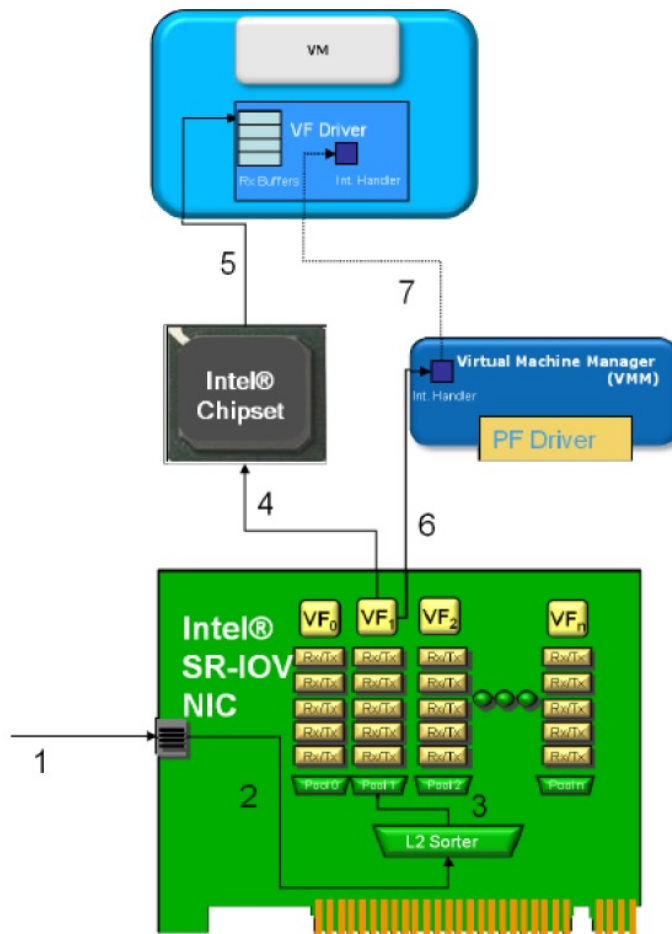 VM
VF Driver
Rx Buffers
Int. Handler
5
7
Intel®
Chipset
Virtual Machine Manager
(VMM)
Int. Handler
PF Driver
4
6
Intel®
SR-IOV
NIC
VF0 VF1 VF2 VFn
Rx/Tx Rx/Tx Rx/Tx Rx/Tx
Rx/Tx Rx/Tx Rx/Tx Rx/Tx
Rx/Tx Rx/Tx Rx/Tx Rx/Tx
Rx/Tx Rx/Tx Rx/Tx Rx/Tx
Rx/Tx Rx/Tx Rx/Tx Rx/Tx
Pool 0 Pool 1 Pool 2 Pool n
1
2
3
L2 Sorter